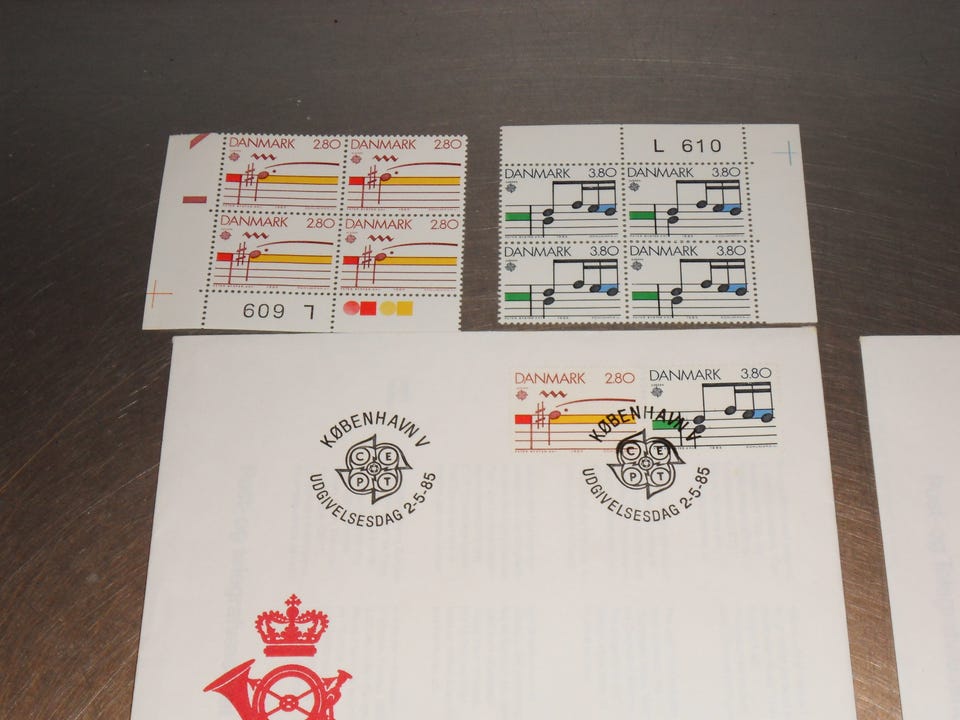 DANMARK 2.80
DANMARK 2.80
DANMARK 2.80
DANMARK 2.80
L 609
L 610
DANMARK 3.80
DANMARK 3.80
DANMARK 3.80
DANMARK 3.80
DANMARK 2.80
DANMARK 3.80
KØBENHAVN V
C E
P T
UDGIVELSESDAG 2-5-85
KØBENHAVN V
C E
P T
UDGIVELSESDAG 2-5-85